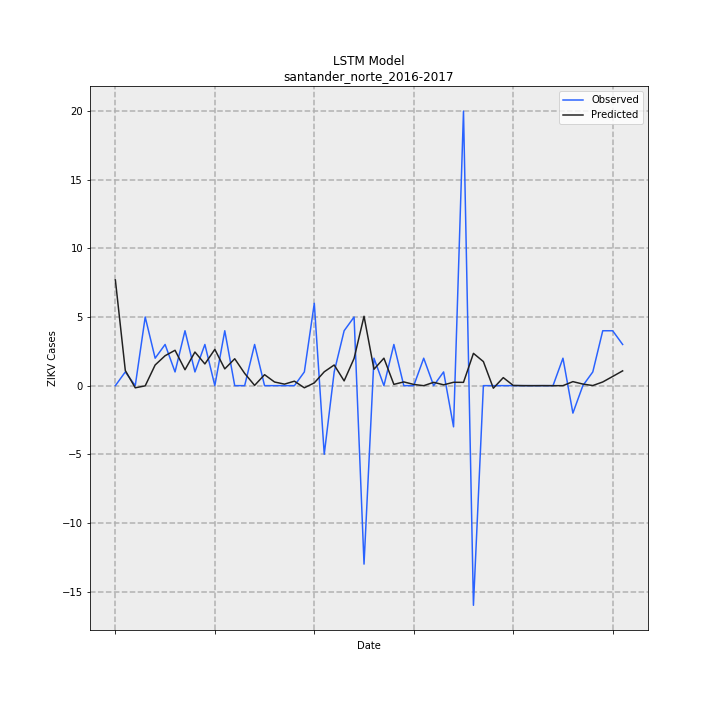 LSTM Model
santander_norte_2016-2017
Observed
Predicted
20
15
10
5
0
−5
−10
−15
ZIKV Cases
Date